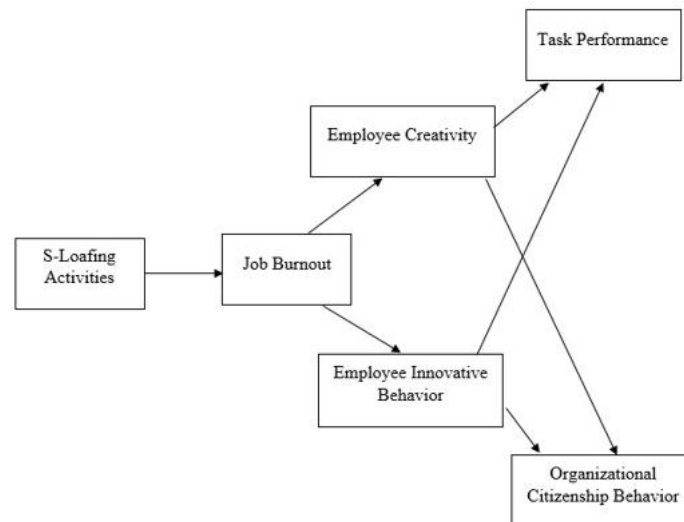 Task Performance
Employee Creativity
S-Loafing
Activities
Job Burnout
Employee Innovative
Behavior
Organizational
Citizenship Behavior